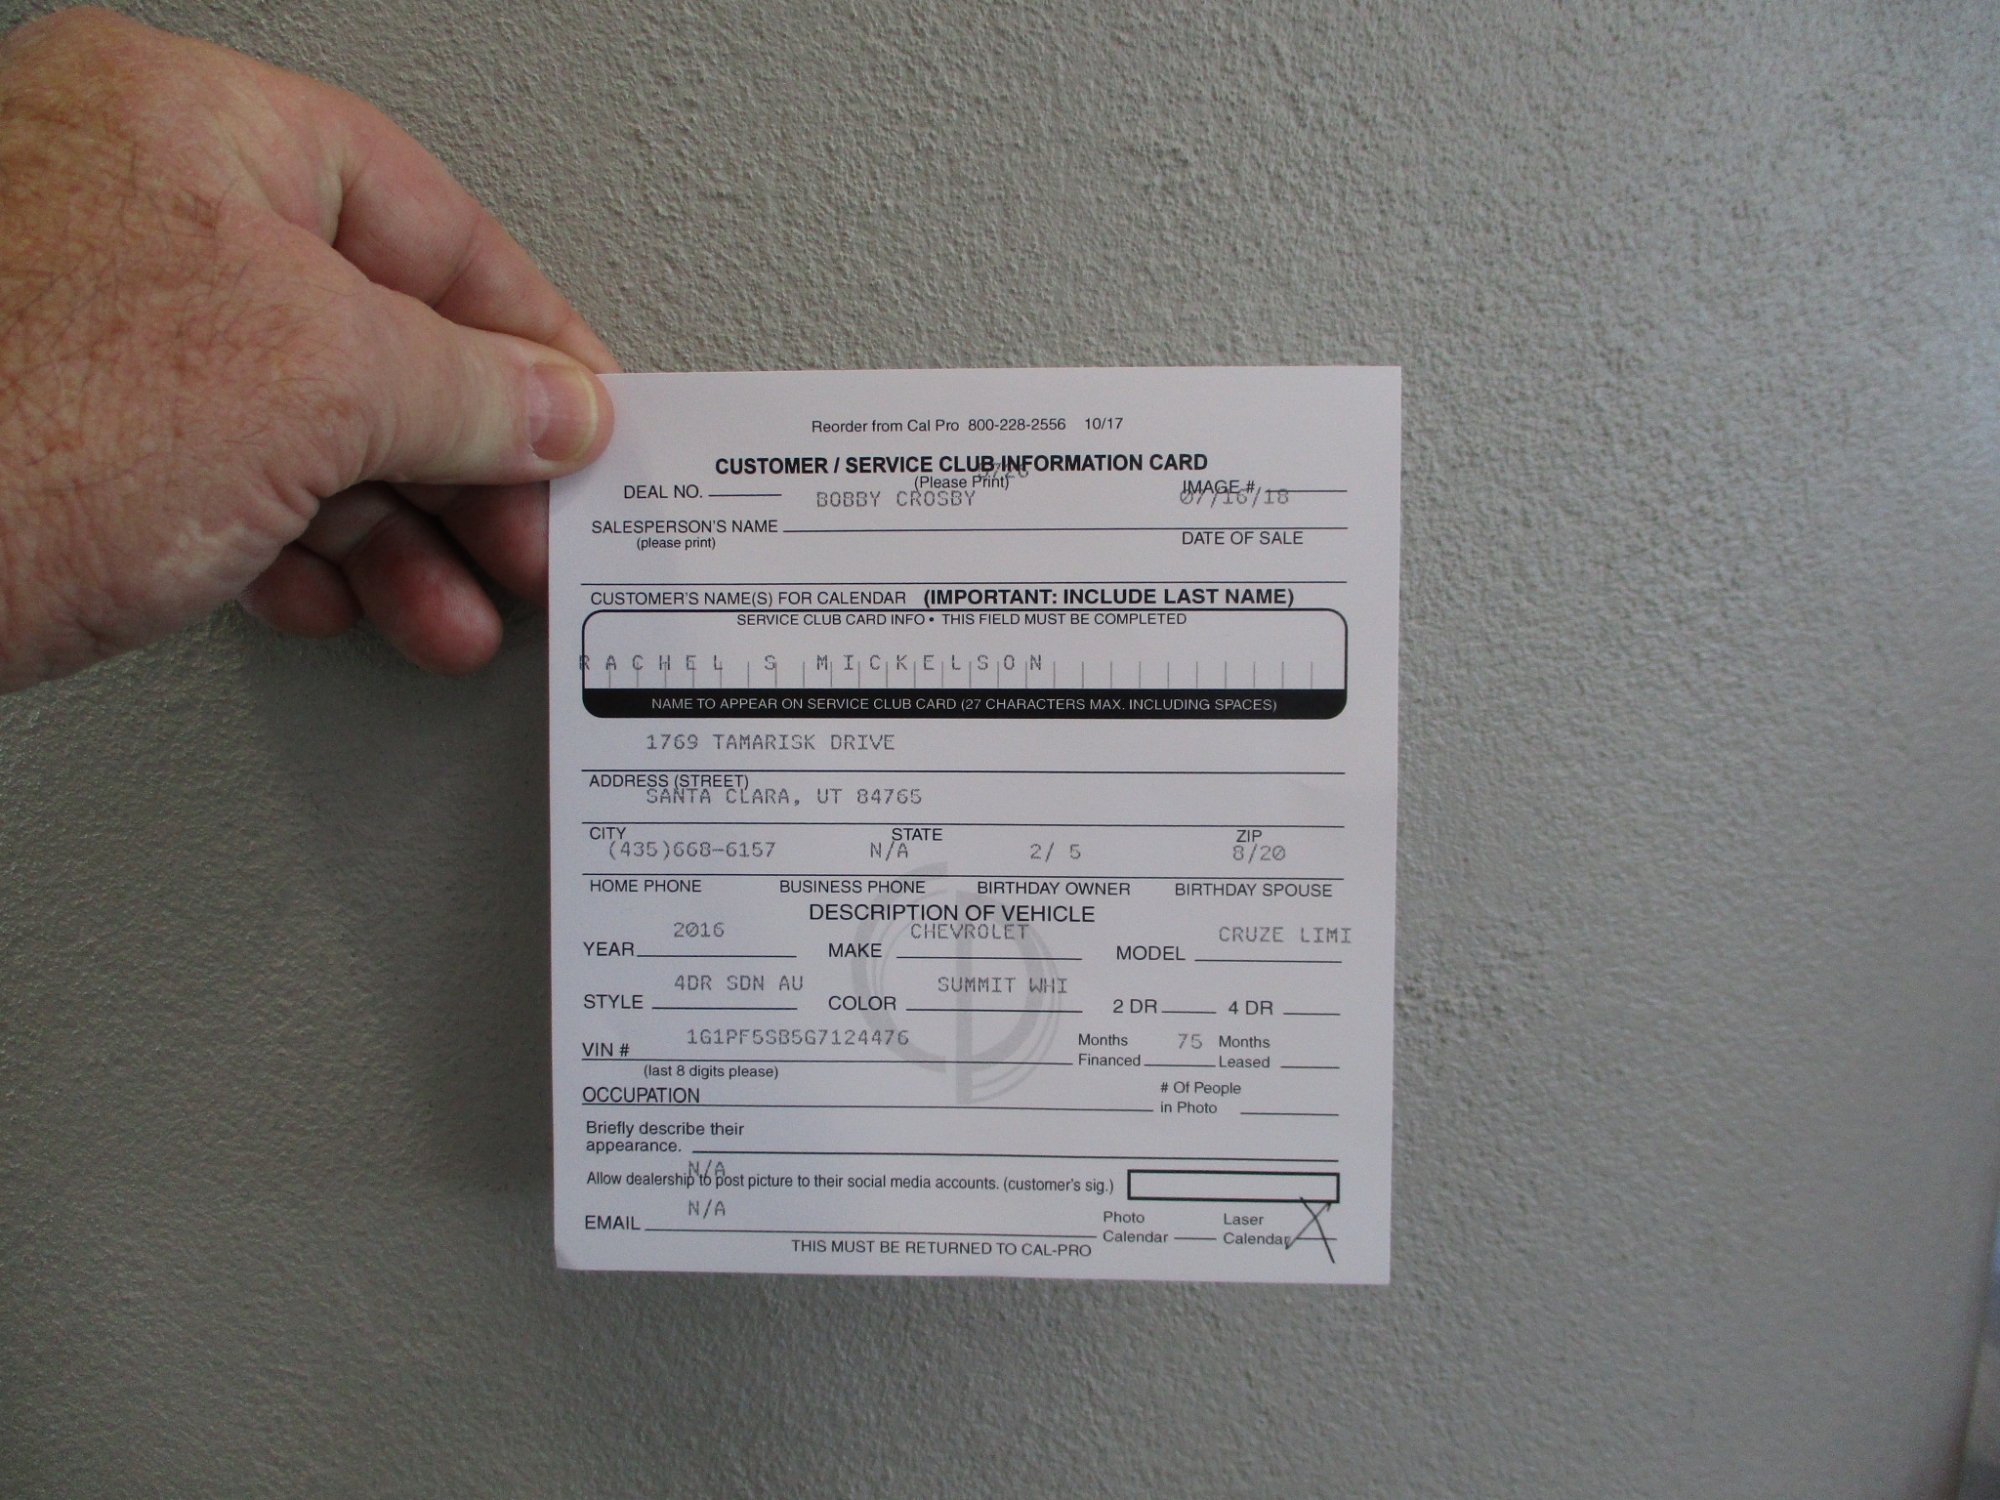 Reorder from Cal Pro 800-228-2556 10/17
CUSTOMER / SERVICE CLUB INFORMATION CARD
(Please Print)
DEAL NO. IMAGE #
BOBBY CROSBY 07/16/18
SALESPERSON'S NAME
(please print) DATE OF SALE
CUSTOMER'S NAME(S) FOR CALENDAR (IMPORTANT: INCLUDE LAST NAME)
SERVICE CLUB CARD INFO • THIS FIELD MUST BE COMPLETED
RACHEL S MICKELSON
NAME TO APPEAR ON SERVICE CLUB CARD (27 CHARACTERS MAX. INCLUDING SPACES)
1769 TAMARISK DRIVE
ADDRESS (STREET)
SANTA CLARA, UT 84765
CITY STATE ZIP
(435)668-6157 N/A 2/ 5 8/20
HOME PHONE BUSINESS PHONE BIRTHDAY OWNER BIRTHDAY SPOUSE
DESCRIPTION OF VEHICLE
2016 CHEVROLET CRUZE LIMI
YEAR MAKE MODEL
4DR SDN AU SUMMIT WHI
STYLE COLOR 2 DR 4 DR
1G1PF5SB5G7124476 75
VIN # Months Financed Months Leased
(last 8 digits please)
OCCUPATION # Of People in Photo
Briefly describe their
appearance.
N/A
Allow dealership to post picture to their social media accounts. (customer's sig.)
N/A
EMAIL Photo Calendar Laser Calendar X
THIS MUST BE RETURNED TO CAL-PRO